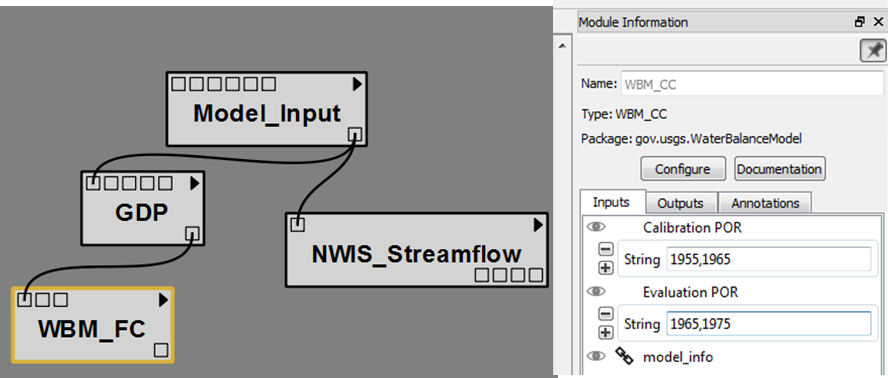 Model_Input
GDP
NWIS_Streamflow
WBM_FC
Module Information
Name: WBM_CC
Type: WBM_CC
Package: gov.usgs.WaterBalanceModel
Configure Documentation
Inputs Outputs Annotations
Calibration POR
String 1955,1965
Evaluation POR
String 1965,1975
model_info